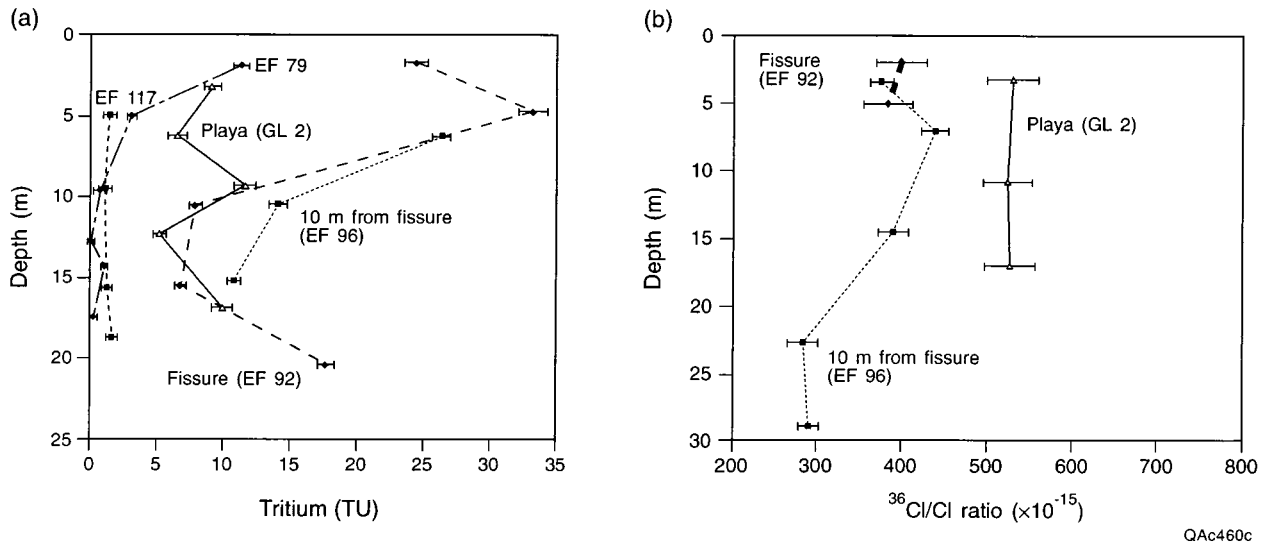 (a)
0
5
10
15
20
25
Depth (m)
0 5 10 15 20 25 30 35
Tritium (TU)
EF 79
EF 117
Playa (GL 2)
10 m from fissure
(EF 96)
Fissure (EF 92)
(b)
0
5
10
15
20
25
30
Depth (m)
200 300 400 500 600 700 800
³⁶Cl/Cl ratio (×10⁻¹⁵)
Fissure
(EF 92)
Playa (GL 2)
10 m from fissure
(EF 96)
QAc460c